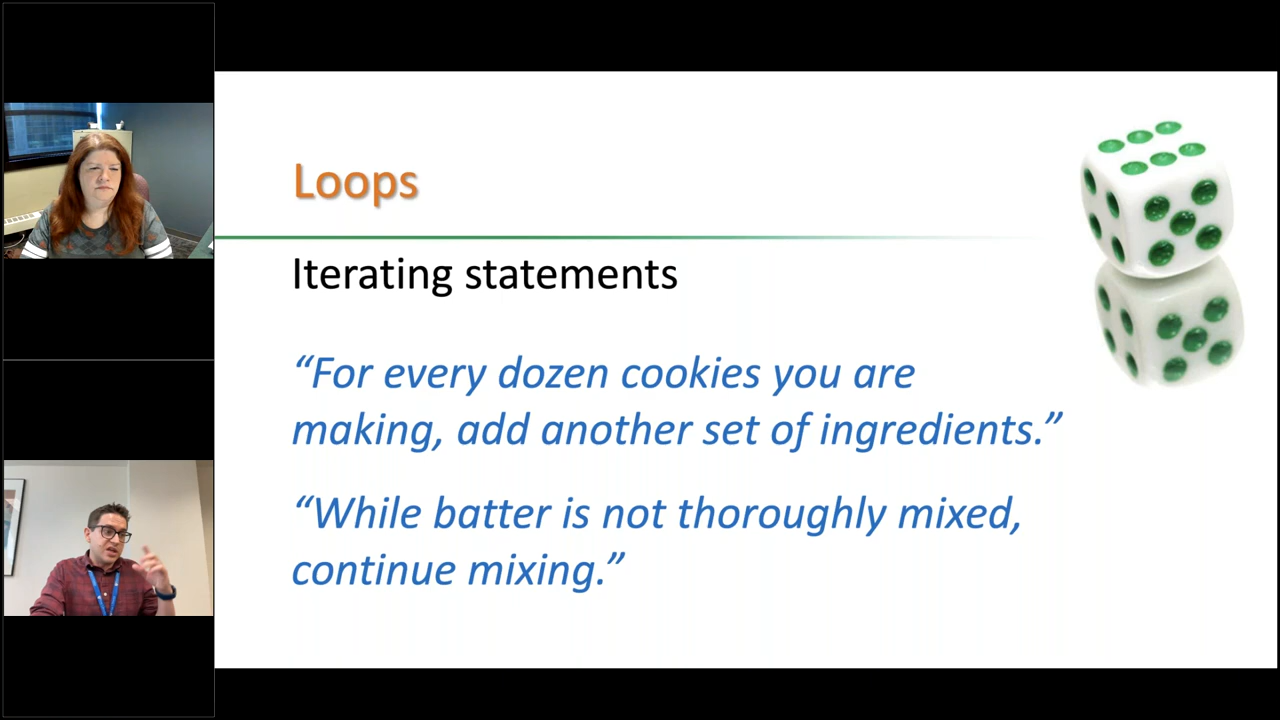 Loops
Iterating statements
“For every dozen cookies you are
making, add another set of ingredients.”
“While batter is not thoroughly mixed,
continue mixing.”